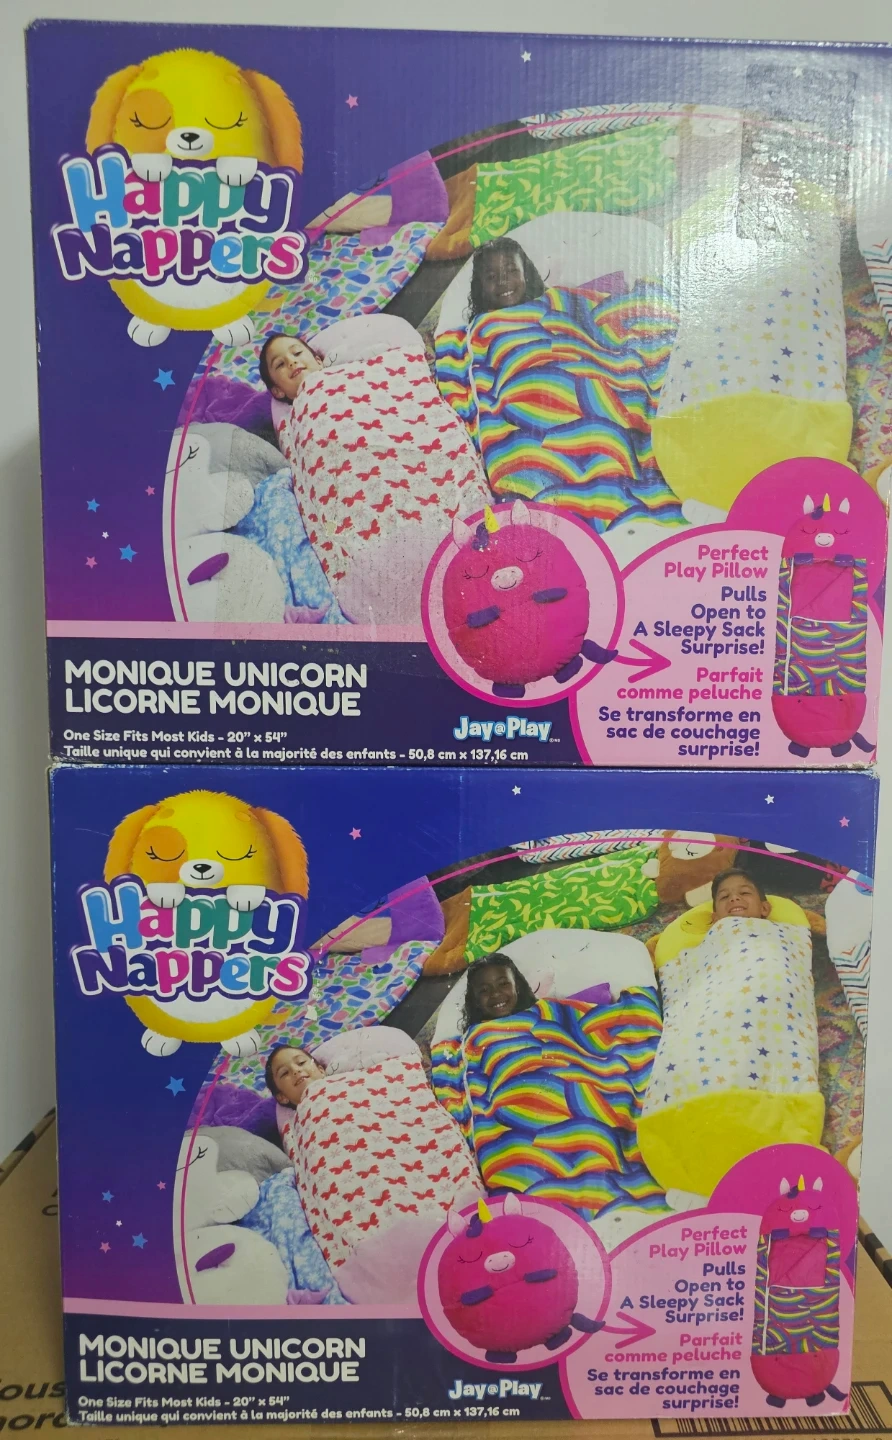 Happy
Nappers
Perfect
Play Pillow
Pulls
Open to
A Sleepy Sack
Surprise!
Parfait
comme peluche
Se transforme en
sac de couchage
surprise!
MONIQUE UNICORN
LICORNE MONIQUE
One Size Fits Most Kids - 20" x 54"
Taille unique qui convient à la majorité des enfants - 50,8 cm x 137,16 cm
Jay@Play
Happy
Nappers
Perfect
Play Pillow
Pulls
Open to
A Sleepy Sack
Surprise!
Parfait
comme peluche
Se transforme en
sac de couchage
surprise!
MONIQUE UNICORN
LICORNE MONIQUE
One Size Fits Most Kids - 20" x 54"
Taille unique qui convient à la majorité des enfants - 50,8 cm x 137,16 cm
Jay@Play